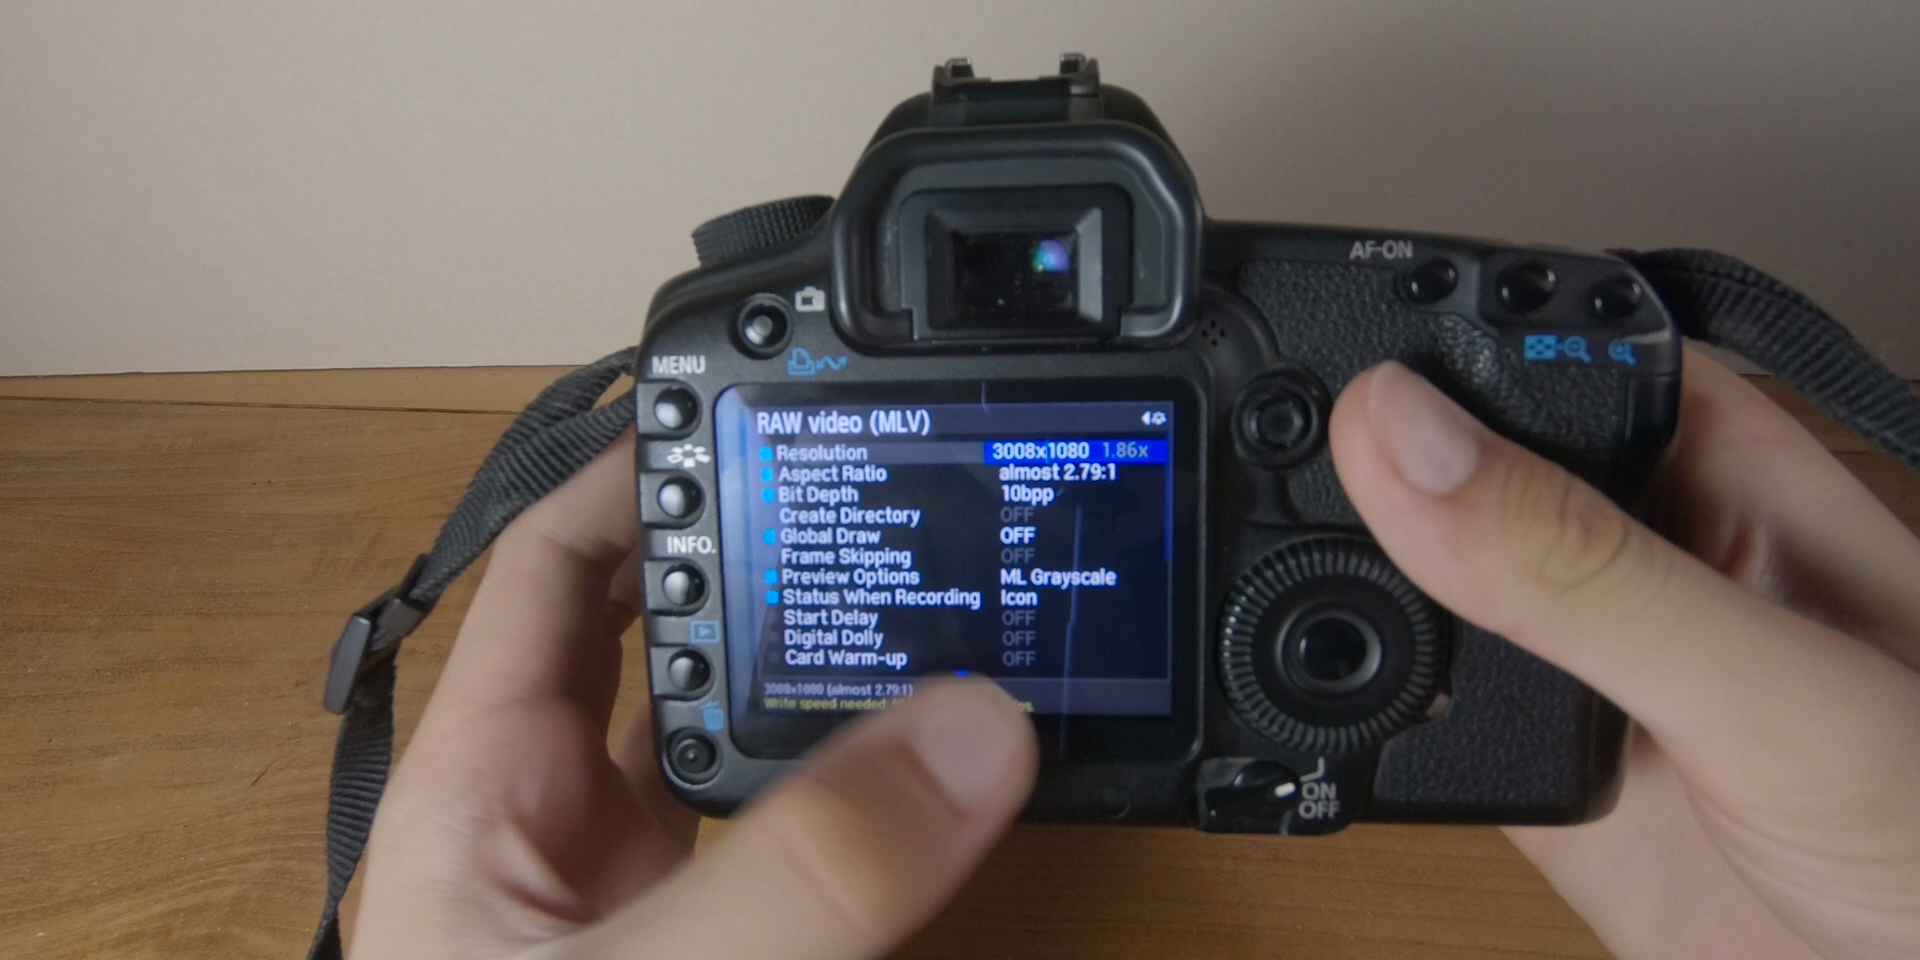 AF-ON
MENU
INFO.
RAW video (MLV)
Resolution 3008x1080 1.86x
Aspect Ratio almost 2.79:1
Bit Depth 10bpp
Create Directory OFF
Global Draw OFF
Frame Skipping OFF
Preview Options ML Grayscale
Status When Recording Icon
Start Delay OFF
Digital Dolly OFF
Card Warm-up OFF
3008x1080 (almost 2.79:1)
Write speed needed
ON
OFF